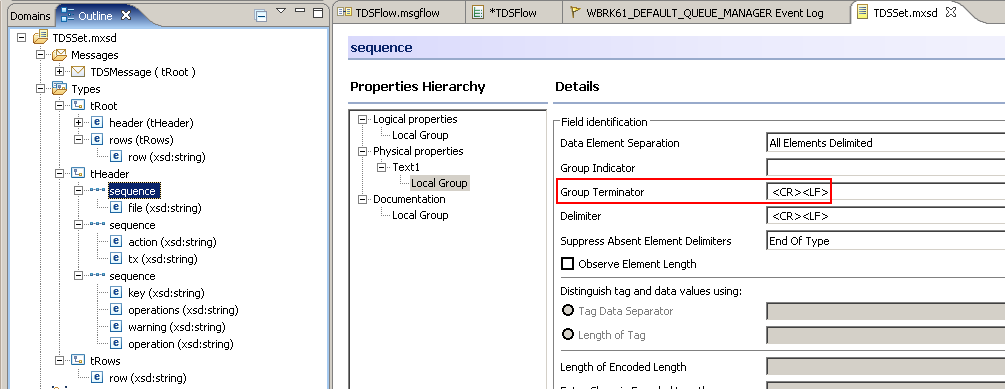 Domains Outline
TDSSet.mxsd
Messages
TDSMessage ( tRoot )
Types
tRoot
header (tHeader)
rows (tRows)
row (xsd:string)
tHeader
sequence
file (xsd:string)
sequence
action (xsd:string)
tx (xsd:string)
sequence
key (xsd:string)
operations (xsd:string)
warning (xsd:string)
operation (xsd:string)
tRows
row (xsd:string)
TDSFlow.msgflow *TDSFlow WBRK61_DEFAULT_QUEUE_MANAGER Event Log TDSSet.mxsd
sequence
Properties Hierarchy
Logical properties
Local Group
Physical properties
Text1
Local Group
Documentation
Local Group
Details
Field identification
Data Element Separation All Elements Delimited
Group Indicator
Group Terminator <CR><LF>
Delimiter <CR><LF>
Suppress Absent Element Delimiters End Of Type
Observe Element Length
Distinguish tag and data values using:
Tag Data Separator
Length of Tag
Length of Encoded Length